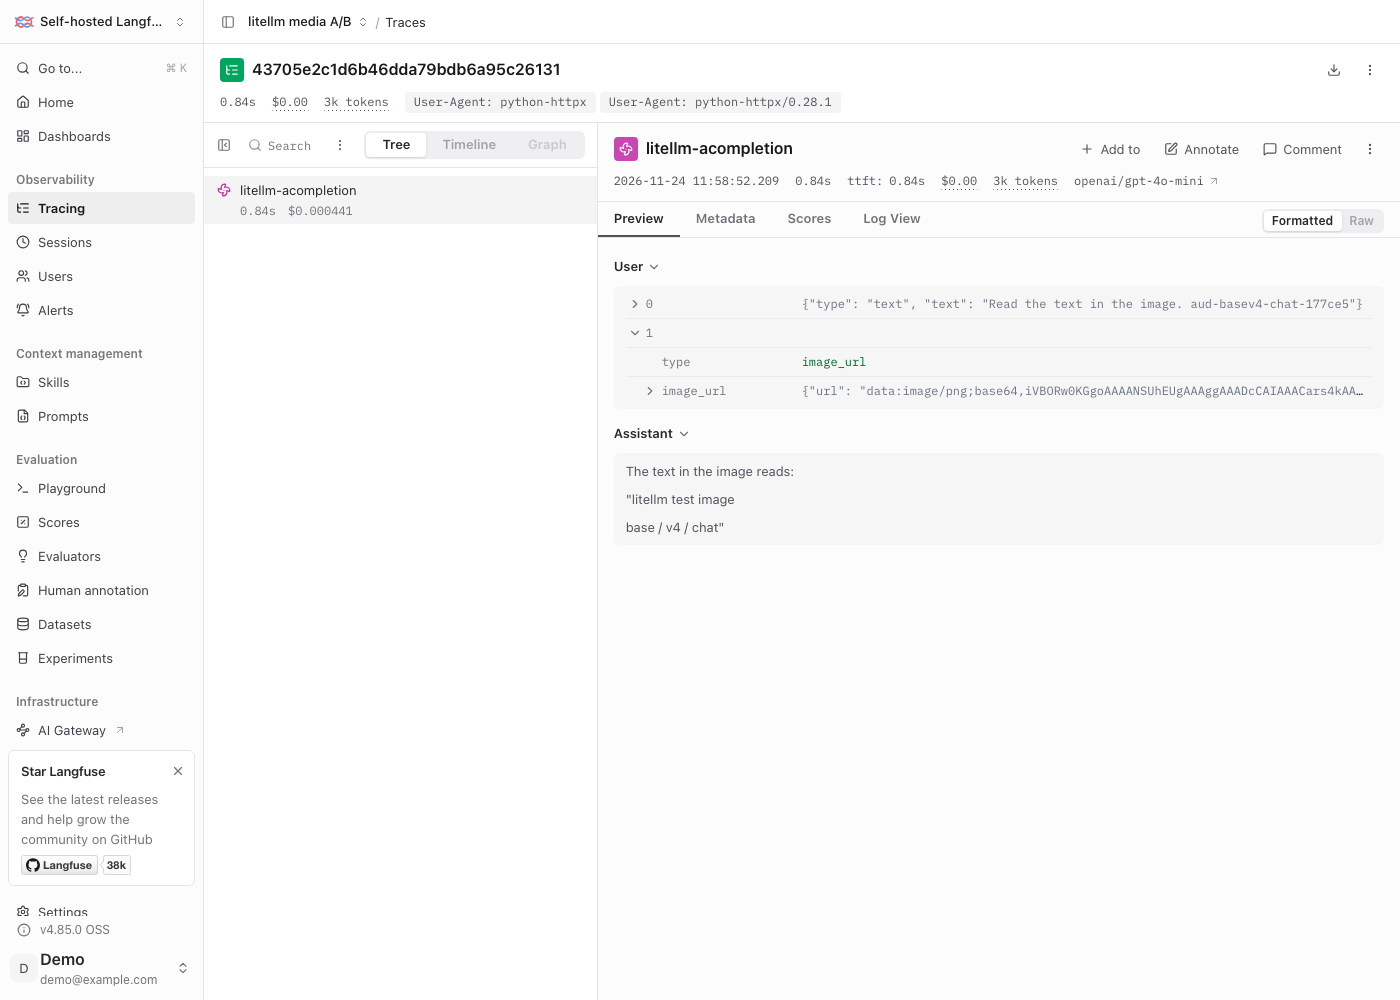 Self-hosted Langf...
litellm media A/B / Traces
Go to... ⌘ K
Home
Dashboards
Observability
Tracing
Sessions
Users
Alerts
Context management
Skills
Prompts
Evaluation
Playground
Scores
Evaluators
Human annotation
Datasets
Experiments
Infrastructure
AI Gateway
Star Langfuse
See the latest releases
and help grow the
community on GitHub
Langfuse 38k
Settings
v4.85.0 OSS
D Demo
demo@example.com
43705e2c1d6b46dda79bdb6a95c26131
0.84s $0.00 3k tokens User-Agent: python-httpx User-Agent: python-httpx/0.28.1
Search Tree Timeline Graph
litellm-acompletion
0.84s $0.000441
litellm-acompletion Add to Annotate Comment
2026-11-24 11:58:52.209 0.84s ttft: 0.84s $0.00 3k tokens openai/gpt-4o-mini
Preview Metadata Scores Log View Formatted Raw
User
0 {"type": "text", "text": "Read the text in the image. aud-basev4-chat-177ce5"}
1
type image_url
image_url {"url": "data:image/png;base64,iVBORw0KGgoAAAANSUhEUgAAAggAAADcCAIAAACars4kAA…
Assistant
The text in the image reads:
"litellm test image
base / v4 / chat"